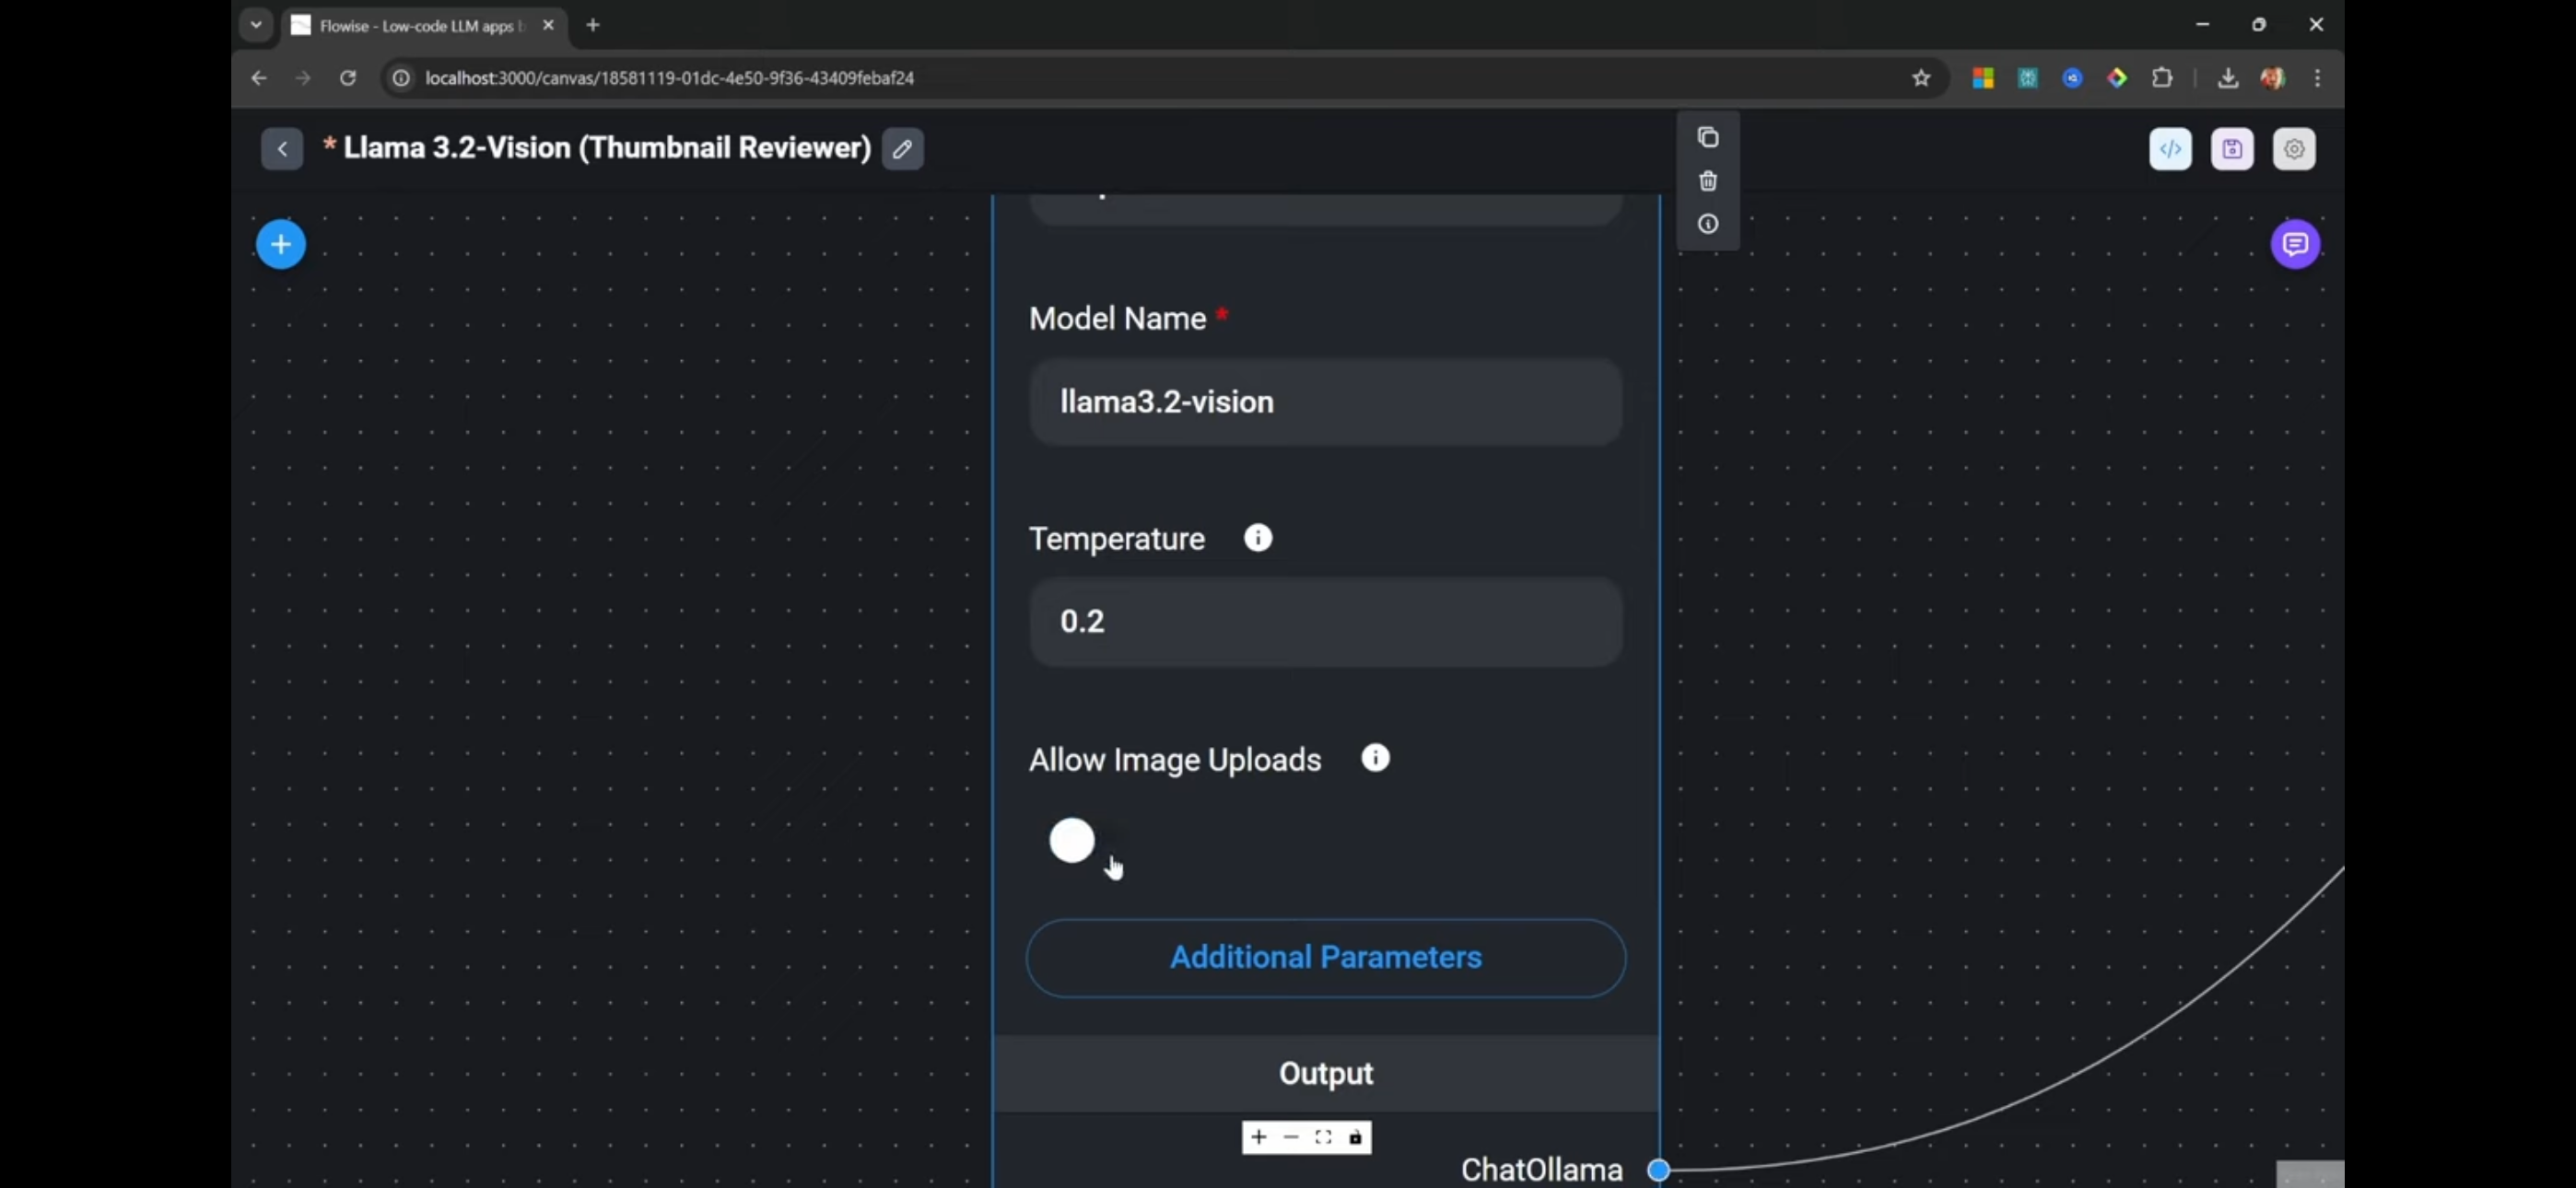 Flowise - Low-code LLM apps b
localhost:3000/canvas/18581119-01dc-4e50-9f36-43409febaf24
* Llama 3.2-Vision (Thumbnail Reviewer)
Model Name *
llama3.2-vision
Temperature
0.2
Allow Image Uploads
Additional Parameters
Output
ChatOllama